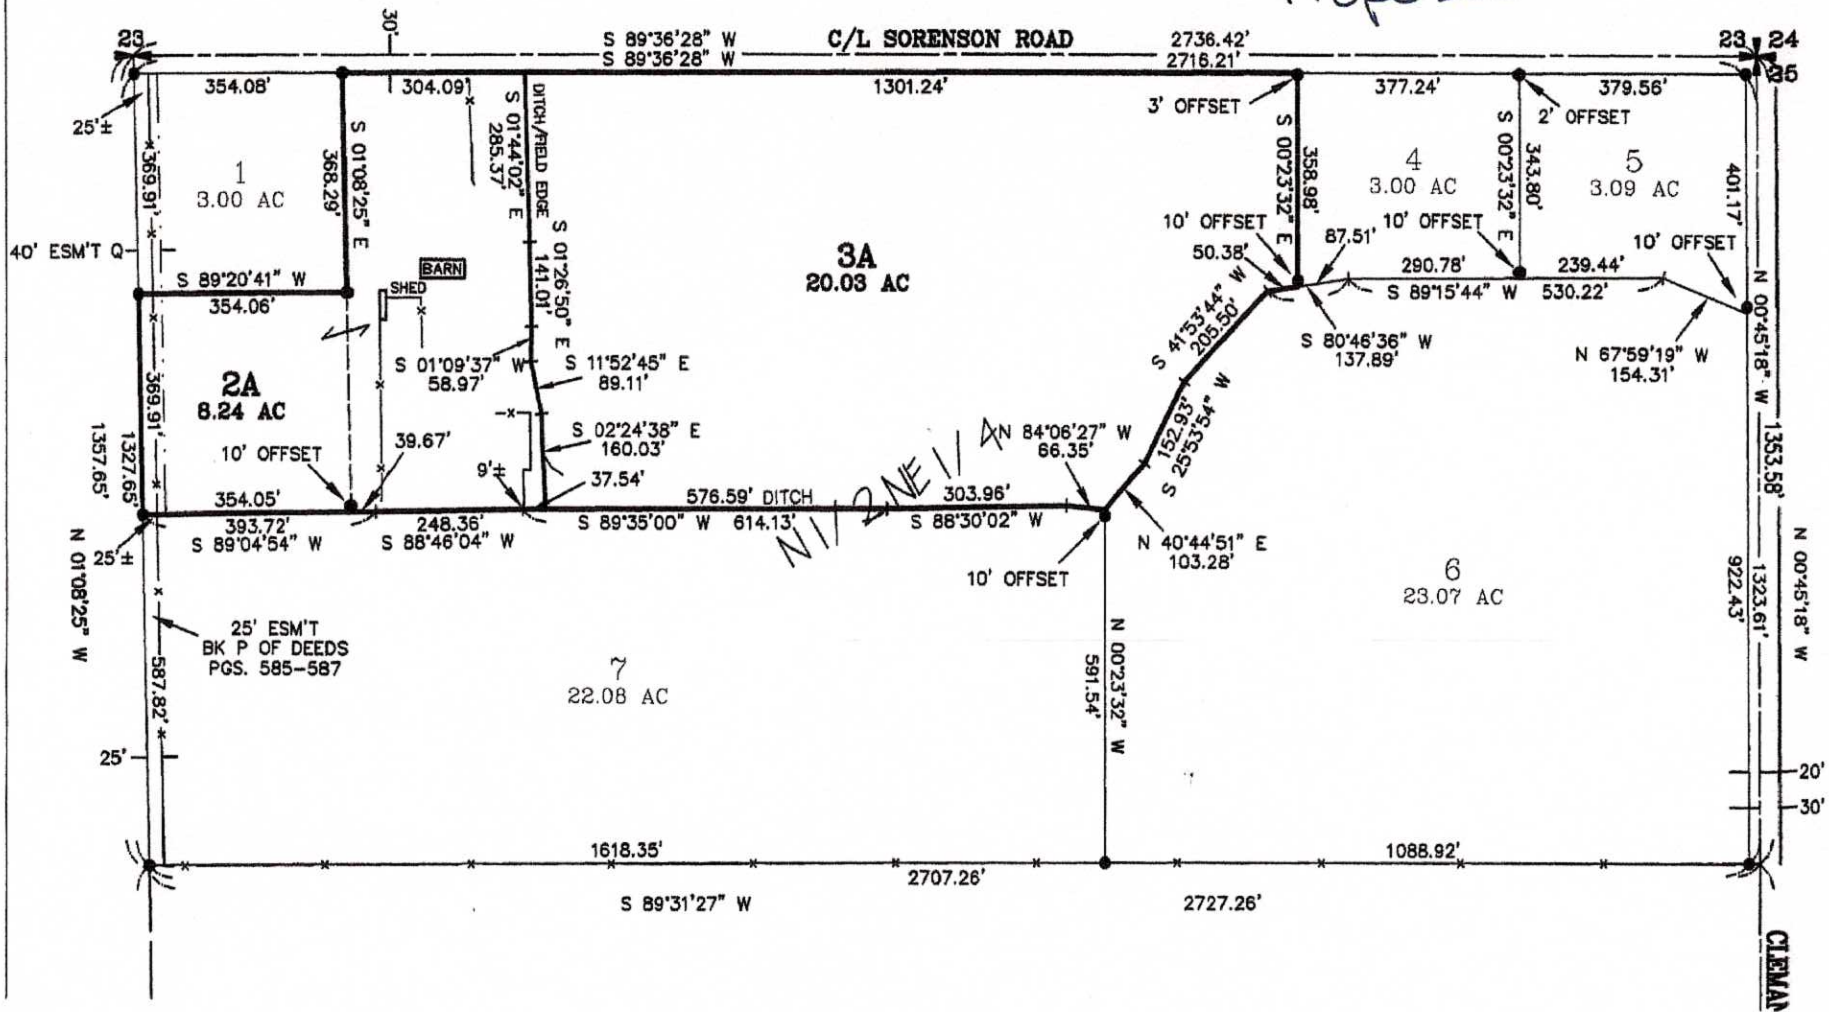 23
30'
S 89°36'28" W
C/L SORENSON ROAD
2736.42'
23
24
S 89°36'28" W
2716.21'
25
354.08'
304.09'
1301.24'
377.24'
379.56'
25'±
3' OFFSET
2' OFFSET
369.91'
1
3.00 AC
S 01°08'25" E
368.29'
S 01°44'02" E
285.37'
DITCH/FIELD EDGE
S 00°23'32" E
358.98'
4
3.00 AC
S 00°23'32" E
343.80'
5
3.09 AC
401.17'
40' ESM'T Q
S 01°26'50" E
141.01'
3A
20.03 AC
10' OFFSET
50.38'
87.51'
10' OFFSET
10' OFFSET
BARN
SHED
S 89°20'41" W
354.06'
290.78'
239.44'
S 89°15'44" W
530.22'
N 00°45'18" W
S 41°53'44" W
205.50'
S 80°46'36" W
137.89'
N 67°59'19" W
154.31'
S 01°09'37" W
58.97'
S 11°52'45" E
89.11'
2A
8.24 AC
369.91'
1357.65'
1327.65'
10' OFFSET
39.67'
S 02°24'38" E
160.03'
9'±
37.54'
N 1/2 NE 1/4
N 84°06'27" W
66.35'
152.93'
S 25°53'54" W
1353.58'
354.05'
393.72'
S 89°04'54" W
248.36'
S 88°46'04" W
576.59' DITCH
S 89°35'00" W
614.13'
303.96'
S 88°30'02" W
N 40°44'51" E
103.28'
10' OFFSET
25'±
N 01°08'25" W
25' ESM'T
BK P OF DEEDS
PGS. 585-587
587.82'
7
22.08 AC
N 00°23'32" W
591.54'
6
23.07 AC
922.43'
1323.61'
N 00°45'18" W
25'
20'
30'
1618.35'
1088.92'
2707.26'
S 89°31'27" W
2727.26'